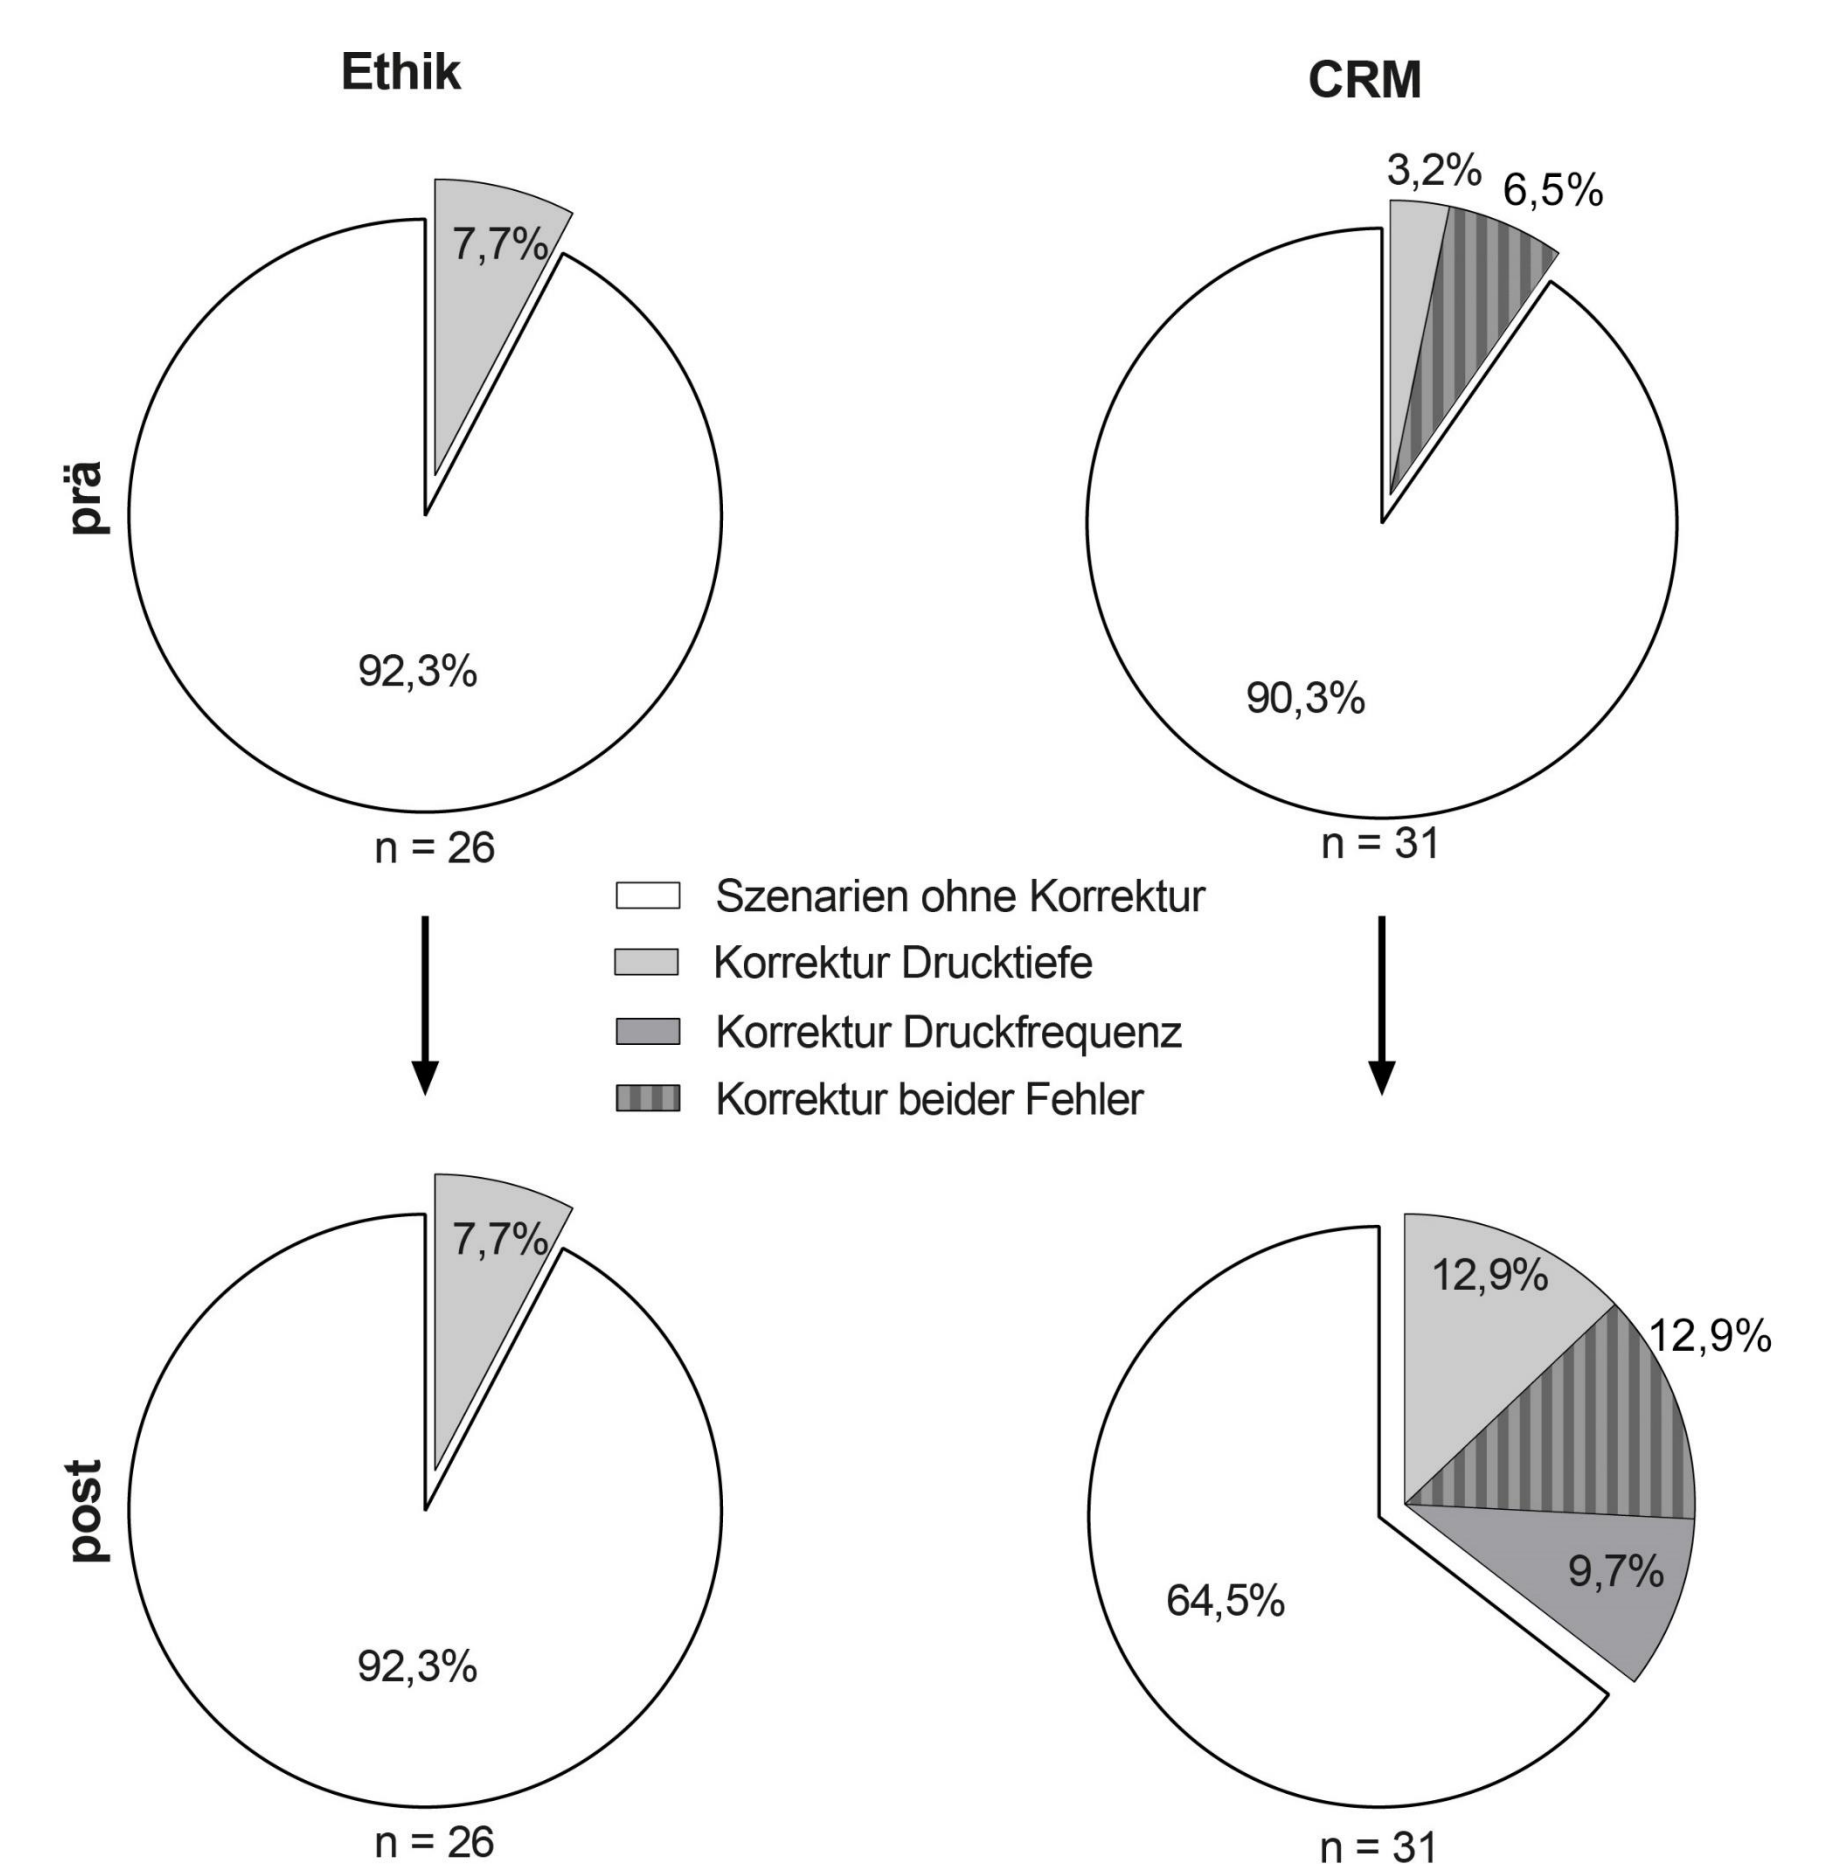 Ethik
CRM
prä
7,7%
92,3%
n = 26
3,2%
6,5%
90,3%
n = 31
Szenarien ohne Korrektur
Korrektur Drucktiefe
Korrektur Druckfrequenz
Korrektur beider Fehler
post
7,7%
92,3%
n = 26
12,9%
12,9%
9,7%
64,5%
n = 31